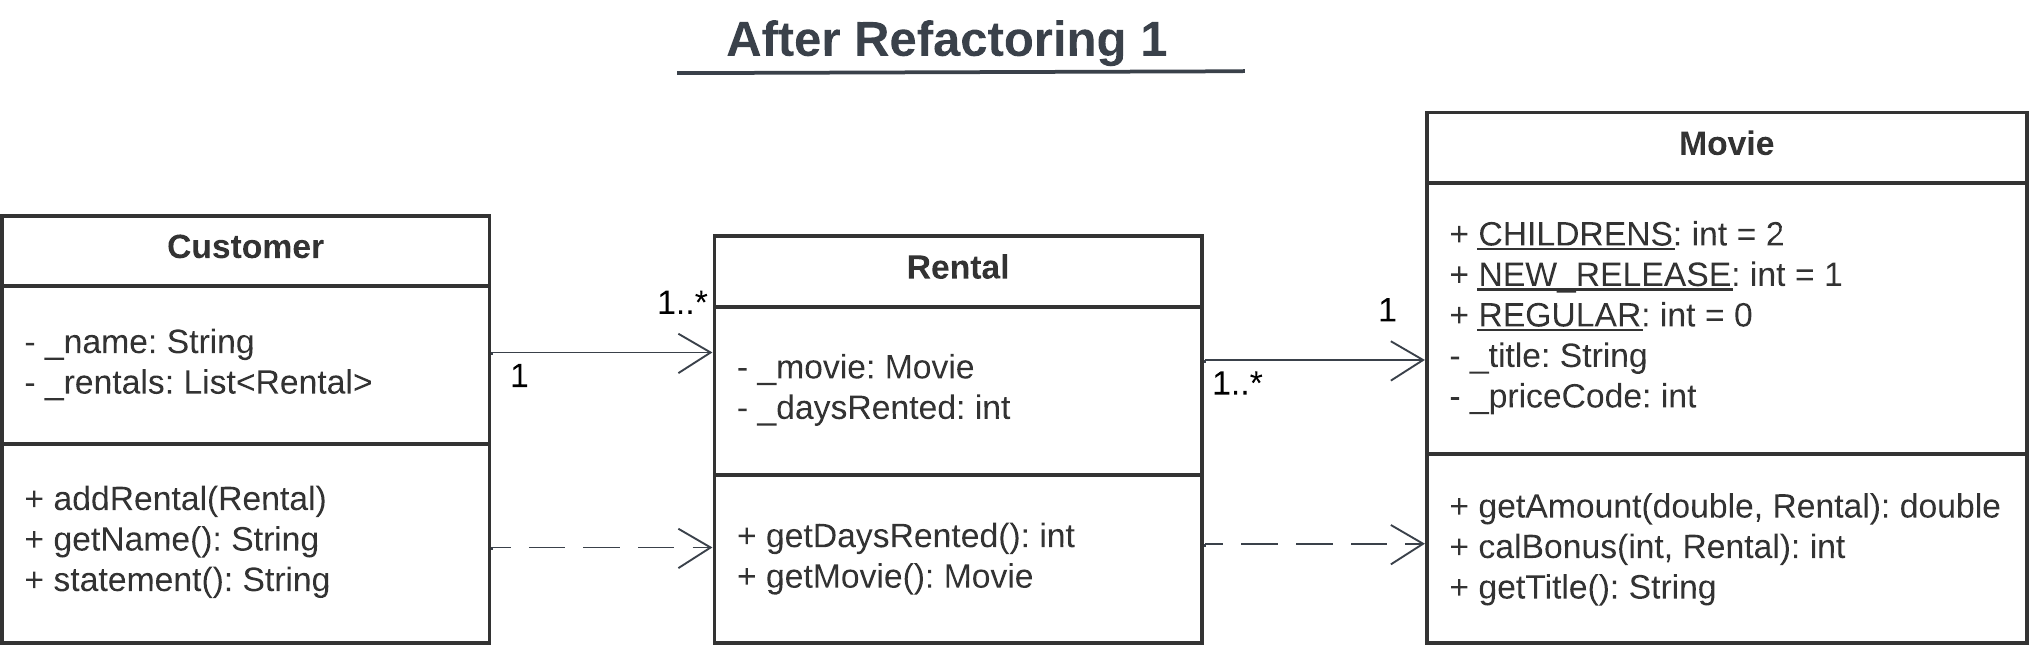 After Refactoring 1
Customer
- _name: String
- _rentals: List<Rental>
+ addRental(Rental)
+ getName(): String
+ statement(): String
1
1..*
Rental
- _movie: Movie
- _daysRented: int
+ getDaysRented(): int
+ getMovie(): Movie
1..*
1
Movie
+ CHILDRENS: int = 2
+ NEW_RELEASE: int = 1
+ REGULAR: int = 0
- _title: String
- _priceCode: int
+ getAmount(double, Rental): double
+ calBonus(int, Rental): int
+ getTitle(): String